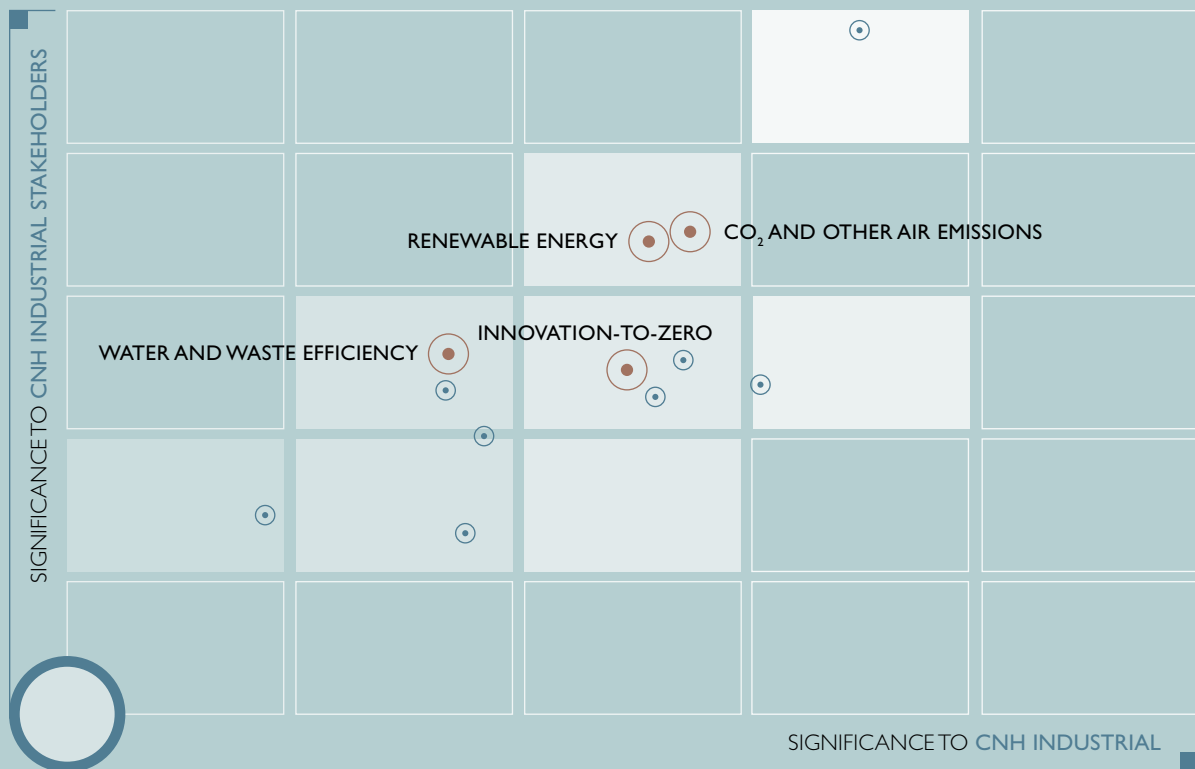 SIGNIFICANCE TO CNH INDUSTRIAL STAKEHOLDERS
RENEWABLE ENERGY
CO₂ AND OTHER AIR EMISSIONS
INNOVATION-TO-ZERO
WATER AND WASTE EFFICIENCY
SIGNIFICANCE TO CNH INDUSTRIAL